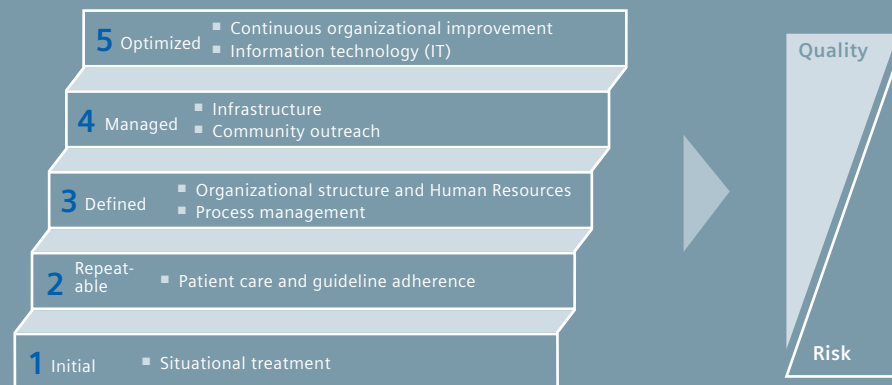 5 Optimized
■ Continuous organizational improvement
■ Information technology (IT)
4 Managed
■ Infrastructure
■ Community outreach
3 Defined
■ Organizational structure and Human Resources
■ Process management
2 Repeat-
able
■ Patient care and guideline adherence
1 Initial
■ Situational treatment
Quality
Risk